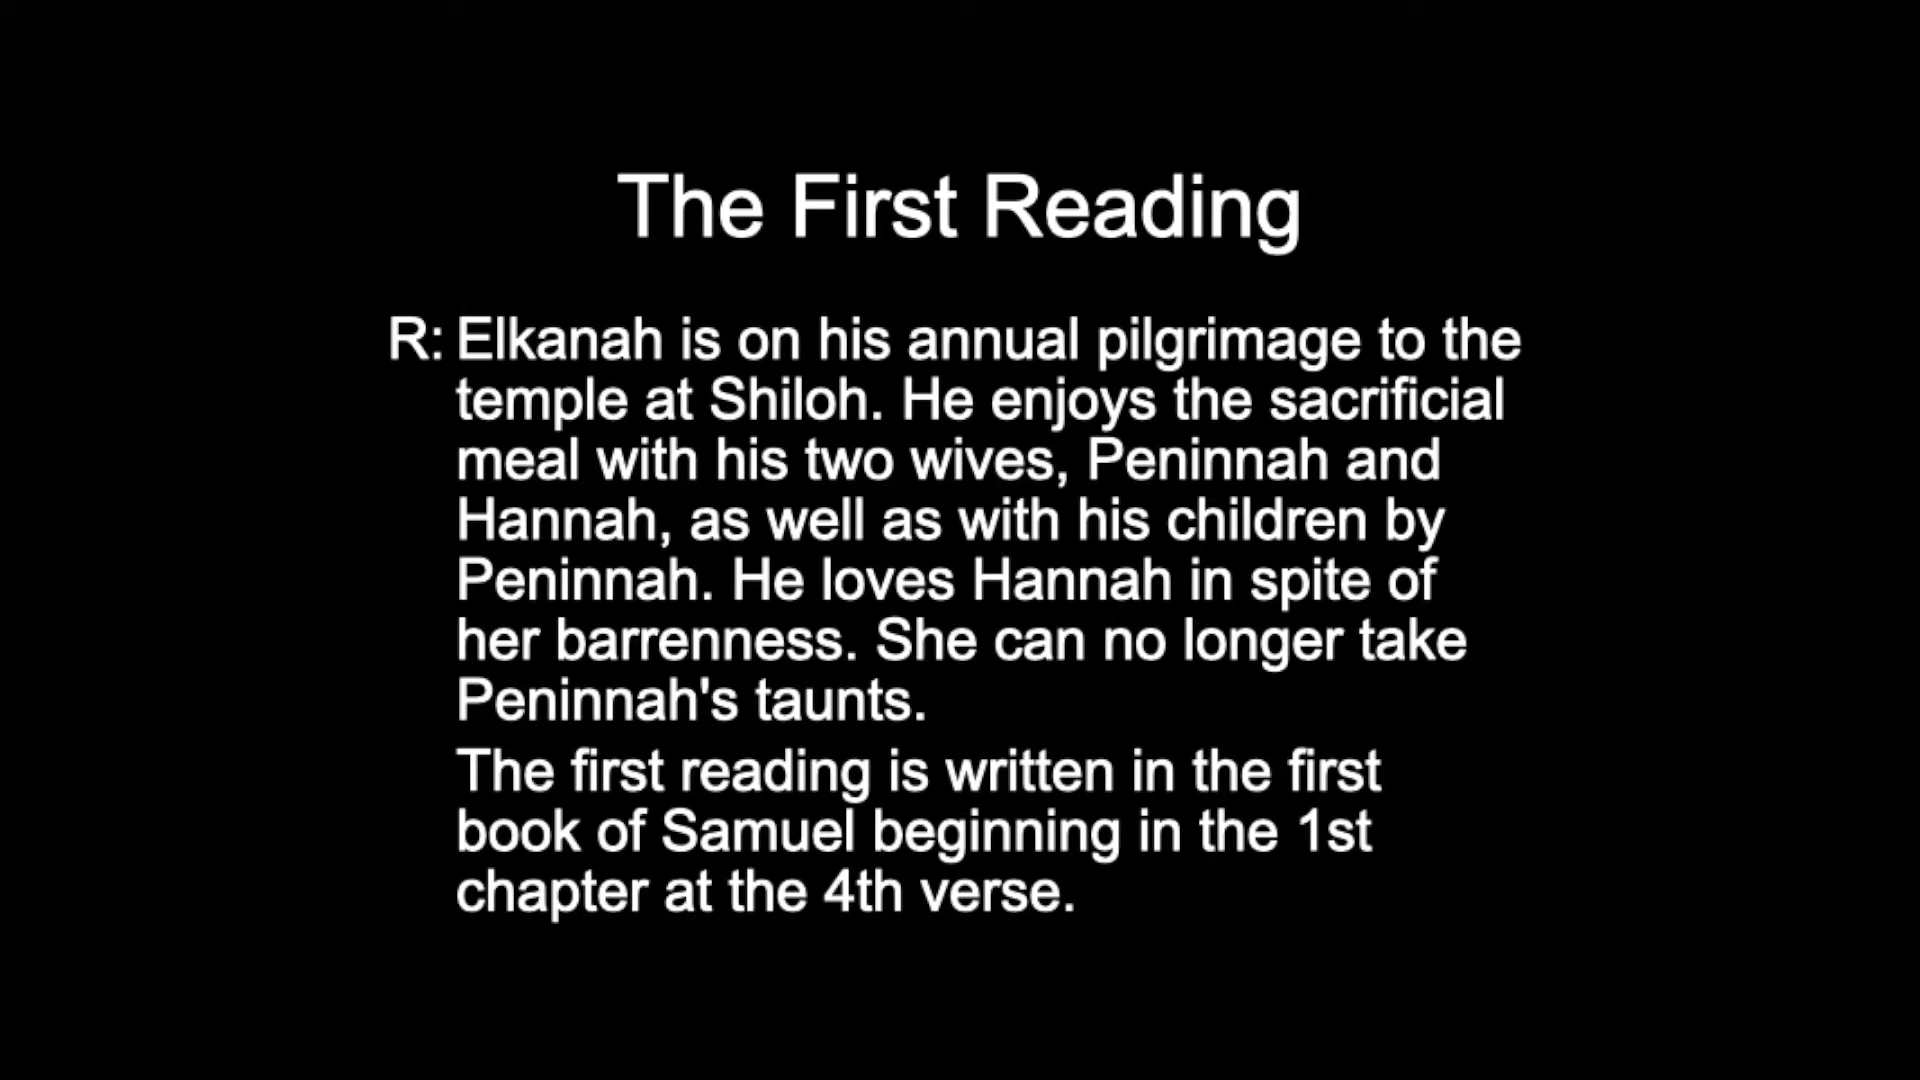 The First Reading
R: Elkanah is on his annual pilgrimage to the
temple at Shiloh. He enjoys the sacrificial
meal with his two wives, Peninnah and
Hannah, as well as with his children by
Peninnah. He loves Hannah in spite of
her barrenness. She can no longer take
Peninnah's taunts.
The first reading is written in the first
book of Samuel beginning in the 1st
chapter at the 4th verse.